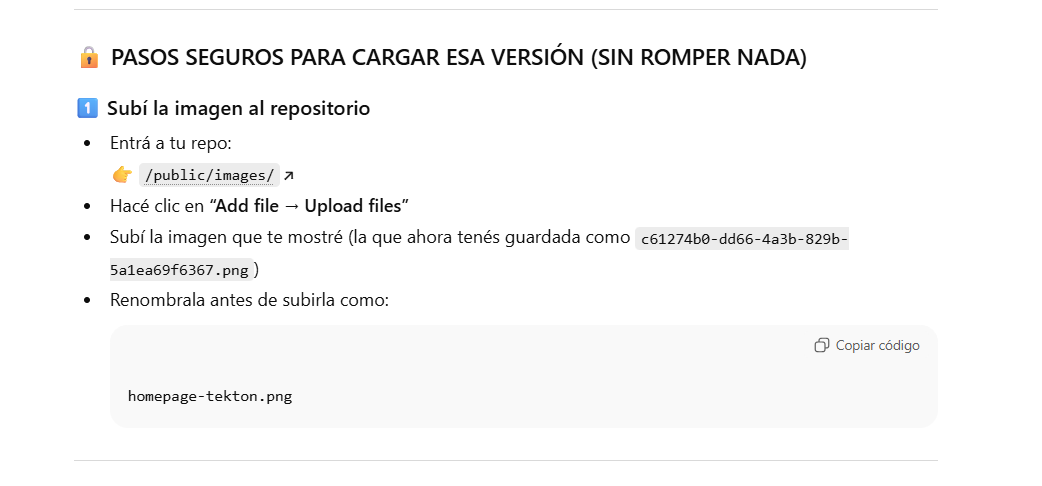 🔒 PASOS SEGUROS PARA CARGAR ESA VERSIÓN (SIN ROMPER NADA)
1️⃣ Subí la imagen al repositorio
• Entrá a tu repo:
👉 /public/images/ ↗
• Hacé clic en “Add file → Upload files”
• Subí la imagen que te mostré (la que ahora tenés guardada como c61274b0-dd66-4a3b-829b-
5a1ea69f6367.png)
• Renombrala antes de subirla como:
Copiar código
homepage-tekton.png